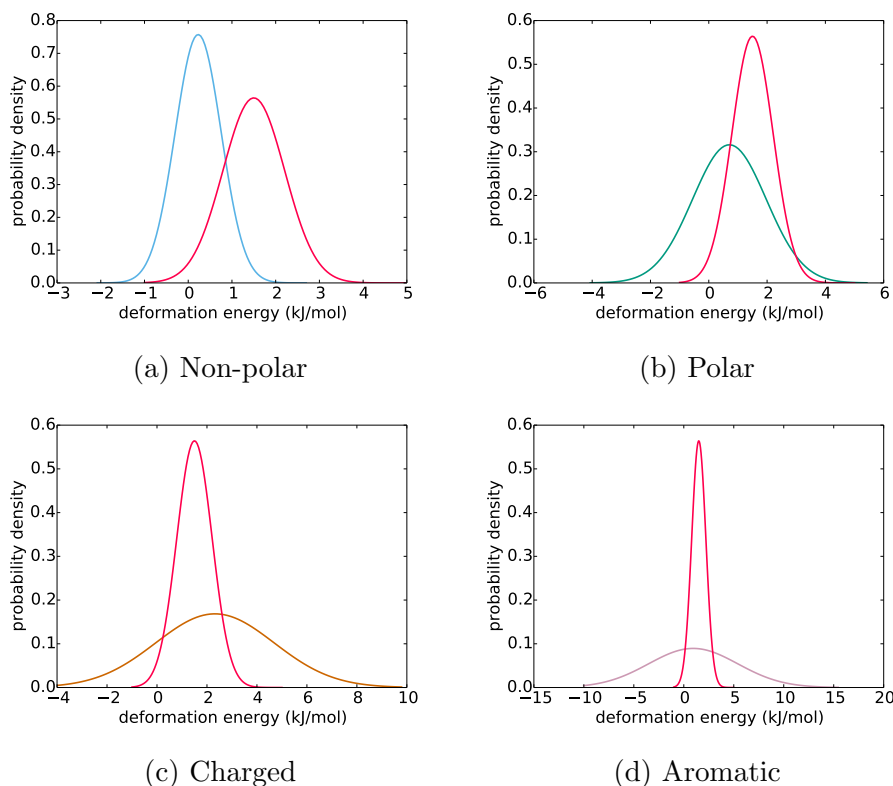 0.8
0.7
0.6
0.5
0.4
0.3
0.2
0.1
0.0
probability density
−3 −2 −1 0 1 2 3 4 5
deformation energy (kJ/mol)
(a) Non-polar
0.6
0.5
0.4
0.3
0.2
0.1
0.0
probability density
−6 −4 −2 0 2 4 6
deformation energy (kJ/mol)
(b) Polar
0.6
0.5
0.4
0.3
0.2
0.1
0.0
probability density
−4 −2 0 2 4 6 8 10
deformation energy (kJ/mol)
(c) Charged
0.6
0.5
0.4
0.3
0.2
0.1
0.0
probability density
−15 −10 −5 0 5 10 15 20
deformation energy (kJ/mol)
(d) Aromatic